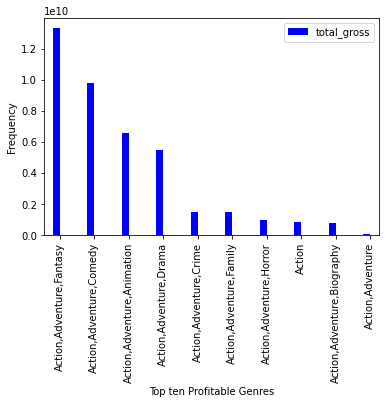 1e10
total_gross
Frequency
1.2
1.0
0.8
0.6
0.4
0.2
0.0
Action,Adventure,Fantasy
Action,Adventure,Comedy
Action,Adventure,Animation
Action,Adventure,Drama
Action,Adventure,Crime
Action,Adventure,Family
Action,Adventure,Horror
Action
Action,Adventure,Biography
Action,Adventure
Top ten Profitable Genres